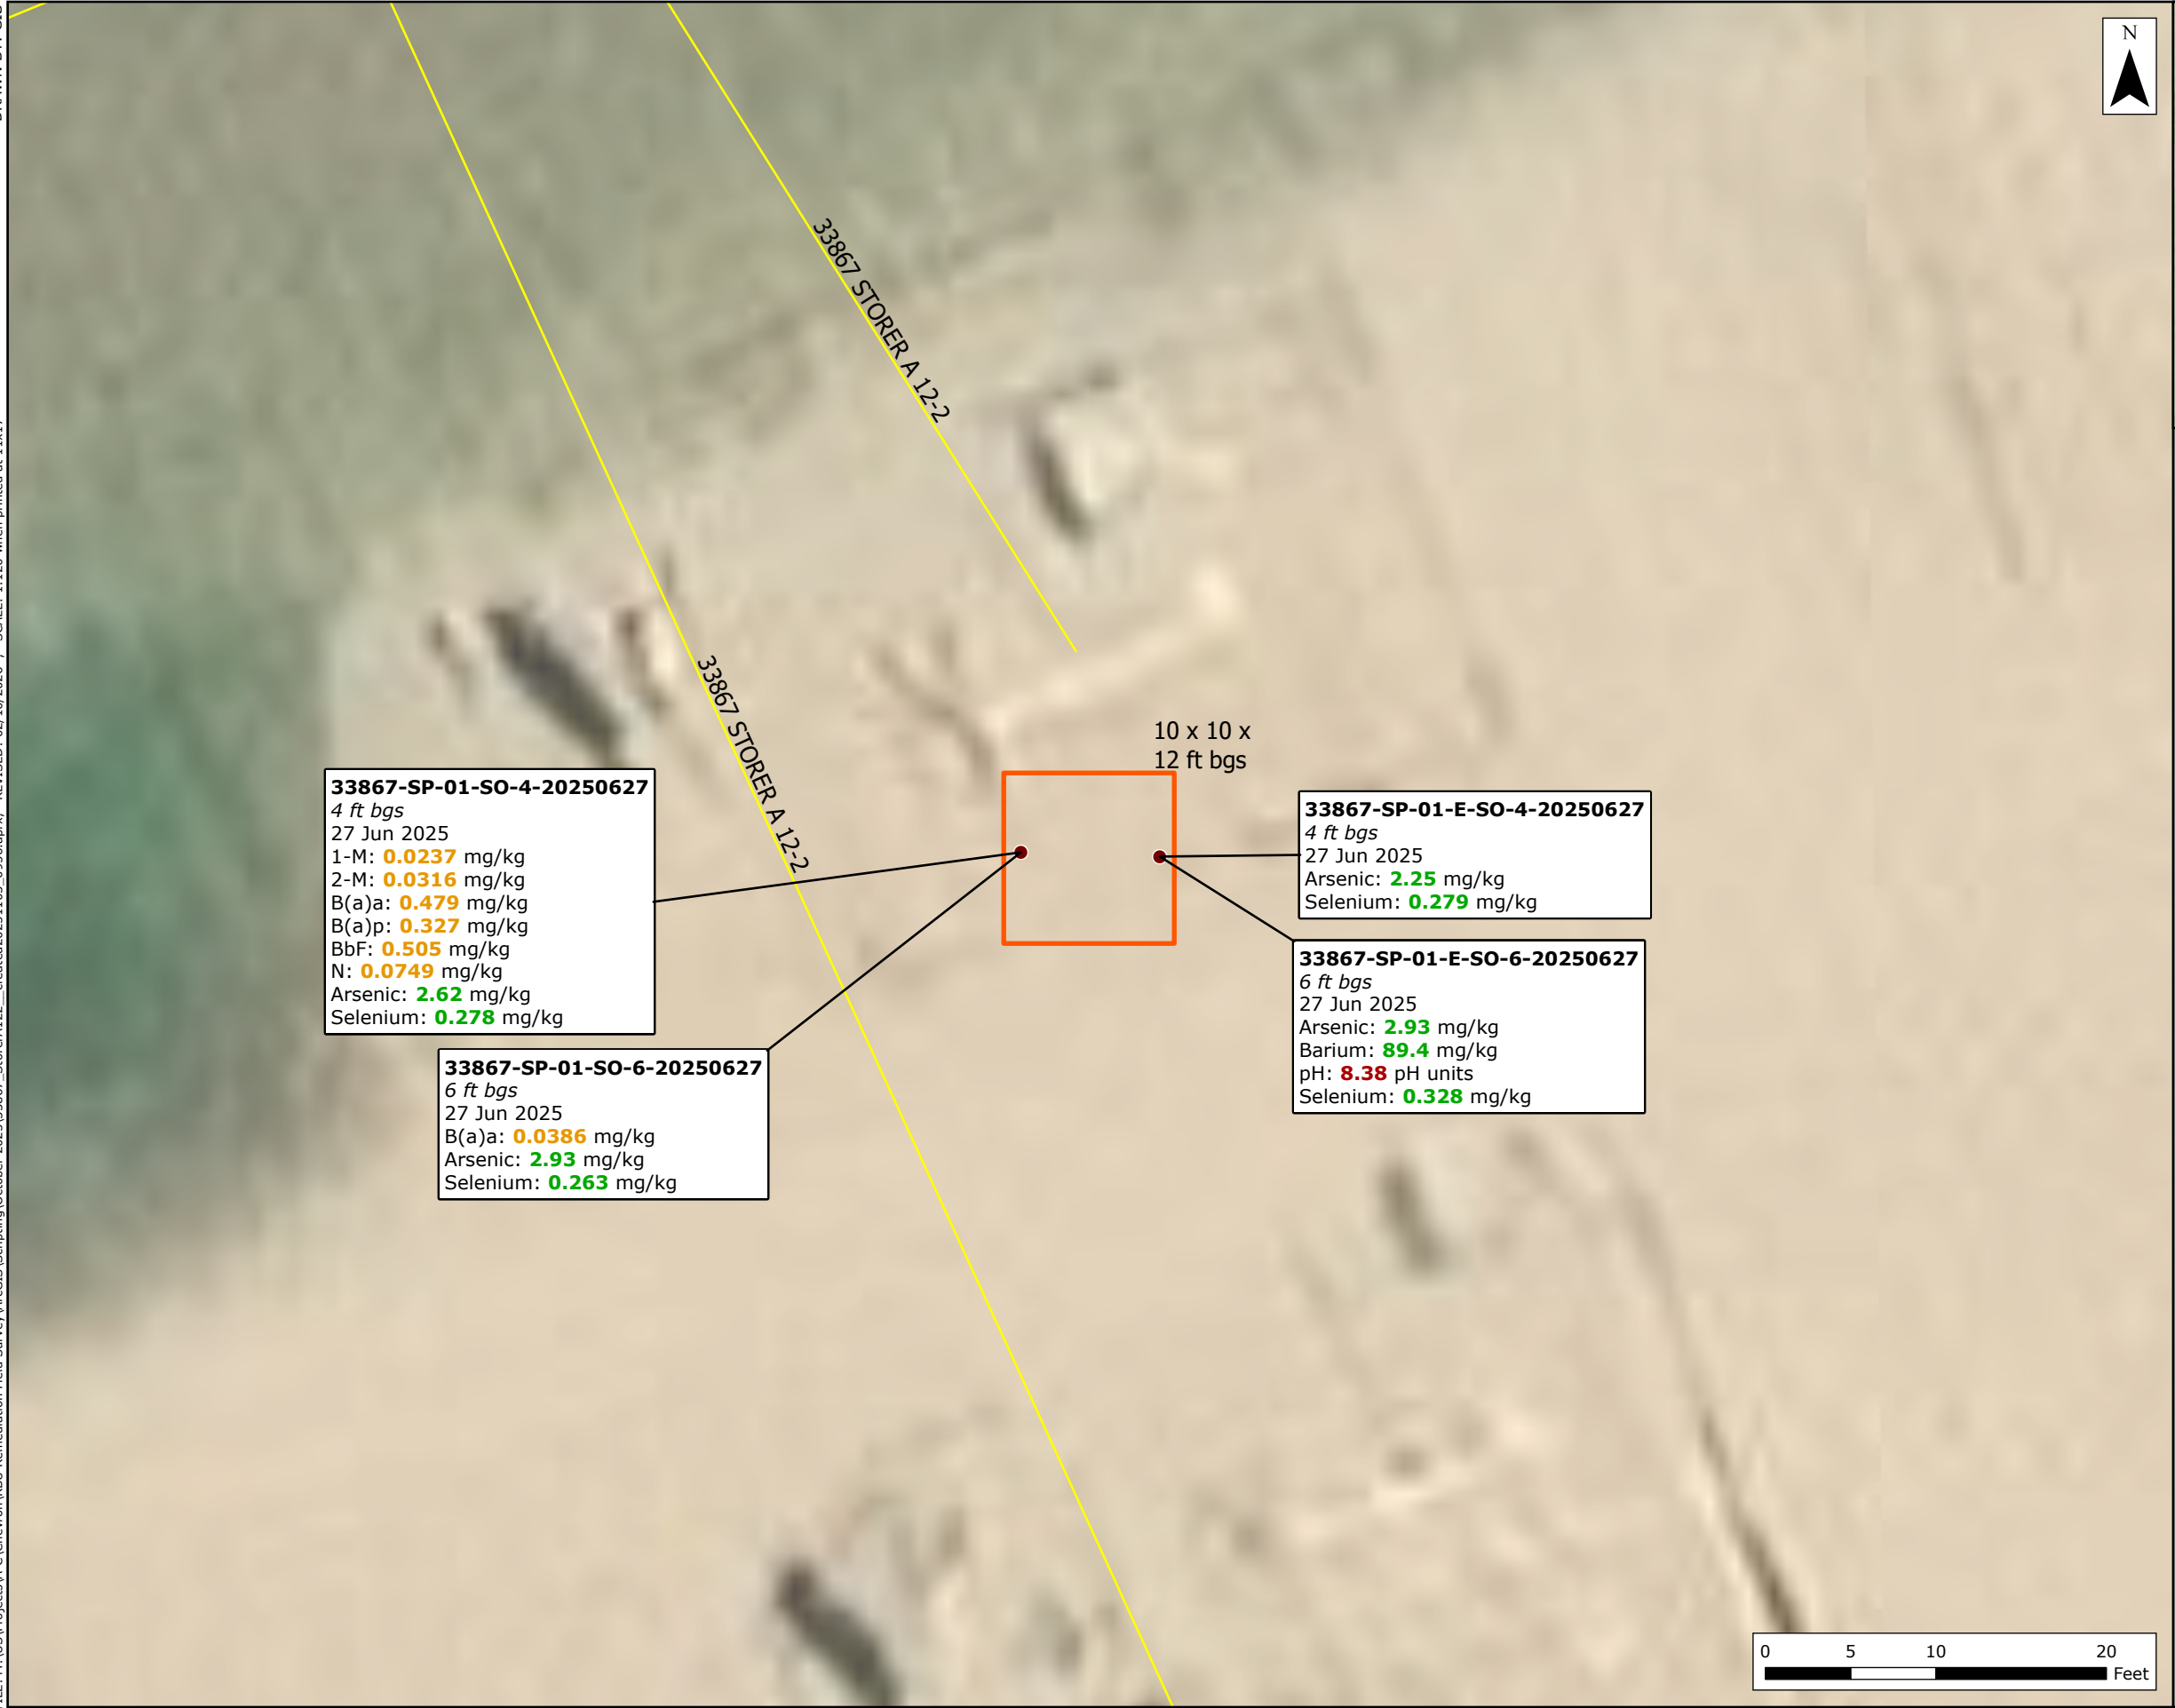 N
33867 STORER A 12-2
33867 STORER A 12-2
10 x 10 x
12 ft bgs
33867-SP-01-SO-4-20250627
4 ft bgs
27 Jun 2025
1-M: 0.0237 mg/kg
2-M: 0.0316 mg/kg
B(a)a: 0.479 mg/kg
B(a)p: 0.327 mg/kg
BbF: 0.505 mg/kg
N: 0.0749 mg/kg
Arsenic: 2.62 mg/kg
Selenium: 0.278 mg/kg
33867-SP-01-E-SO-4-20250627
4 ft bgs
27 Jun 2025
Arsenic: 2.25 mg/kg
Selenium: 0.279 mg/kg
33867-SP-01-E-SO-6-20250627
6 ft bgs
27 Jun 2025
Arsenic: 2.93 mg/kg
Barium: 89.4 mg/kg
pH: 8.38 pH units
Selenium: 0.328 mg/kg
33867-SP-01-SO-6-20250627
6 ft bgs
27 Jun 2025
B(a)a: 0.0386 mg/kg
Arsenic: 2.93 mg/kg
Selenium: 0.263 mg/kg
0 5 10 20
Feet